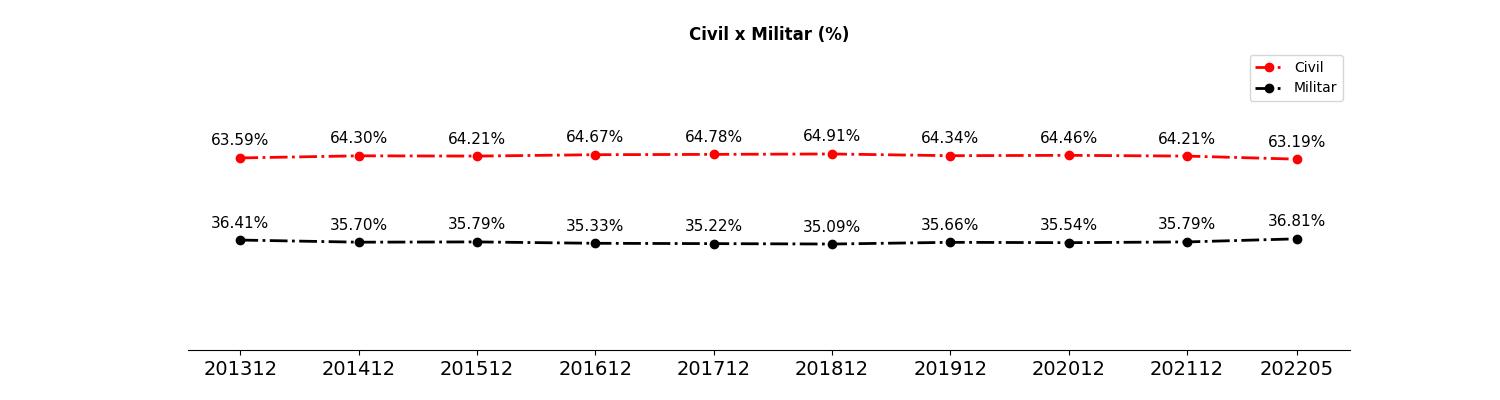 Civil x Militar (%)
Civil
Militar
63.59% 64.30% 64.21% 64.67% 64.78% 64.91% 64.34% 64.46% 64.21% 63.19%
36.41% 35.70% 35.79% 35.33% 35.22% 35.09% 35.66% 35.54% 35.79% 36.81%
201312 201412 201512 201612 201712 201812 201912 202012 202112 202205